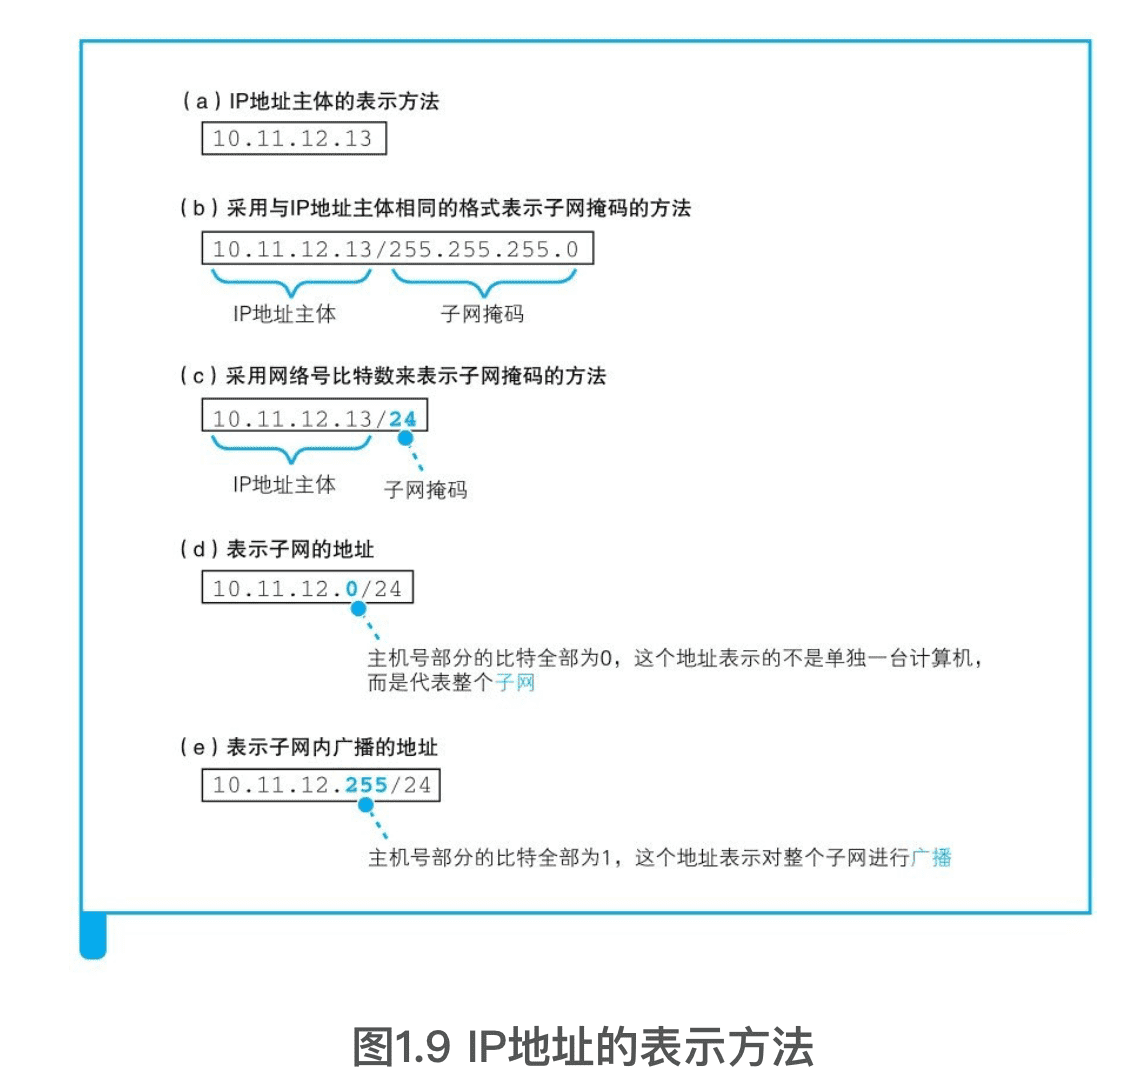 （a）IP地址主体的表示方法
10.11.12.13
（b）采用与IP地址主体相同的格式表示子网掩码的方法
10.11.12.13/255.255.255.0
IP地址主体 子网掩码
（c）采用网络号比特数来表示子网掩码的方法
10.11.12.13/24
IP地址主体 子网掩码
（d）表示子网的地址
10.11.12.0/24
主机号部分的比特全部为0，这个地址表示的不是单独一台计算机，
而是代表整个子网
（e）表示子网内广播的地址
10.11.12.255/24
主机号部分的比特全部为1，这个地址表示对整个子网进行广播
图1.9 IP地址的表示方法